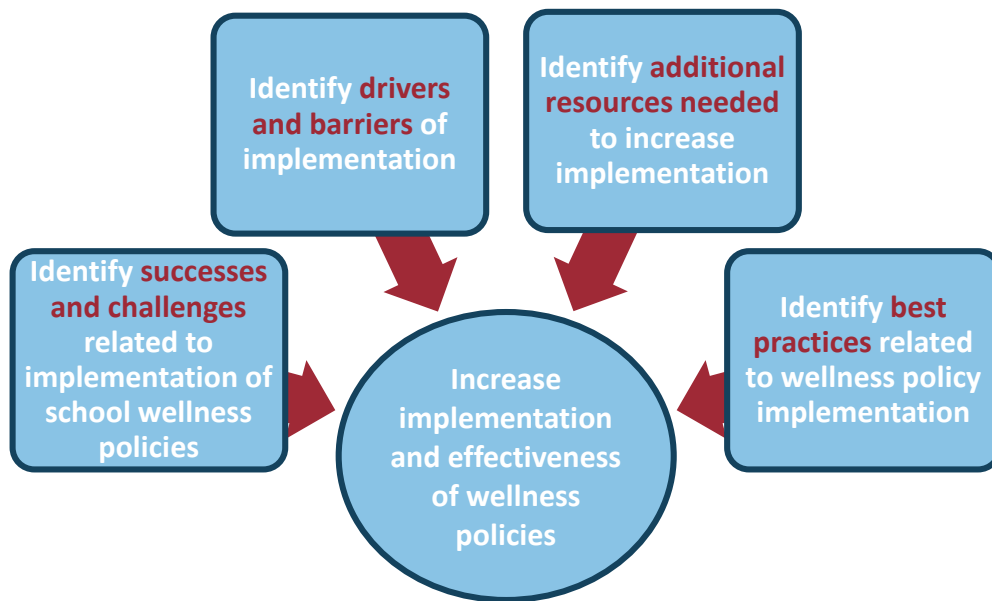 Identify successes
and challenges
related to
implementation of
school wellness
policies
Identify drivers
and barriers of
implementation
Identify additional
resources needed
to increase
implementation
Identify best
practices related
to wellness policy
implementation
Increase
implementation
and effectiveness
of wellness
policies